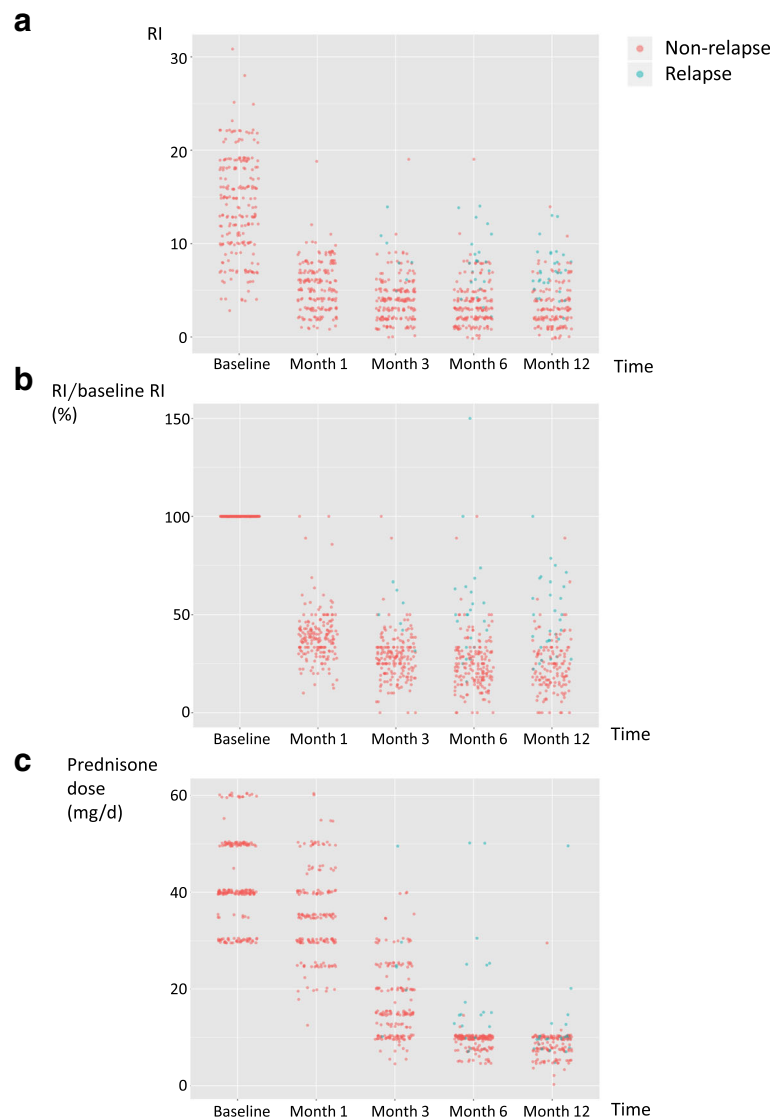 a
RI
Non-relapse
Relapse
30
20
10
0
Baseline Month 1 Month 3 Month 6 Month 12 Time
b
RI/baseline RI
(%)
150
100
50
0
Baseline Month 1 Month 3 Month 6 Month 12 Time
c
Prednisone
dose
(mg/d)
60
40
20
0
Baseline Month 1 Month 3 Month 6 Month 12 Time